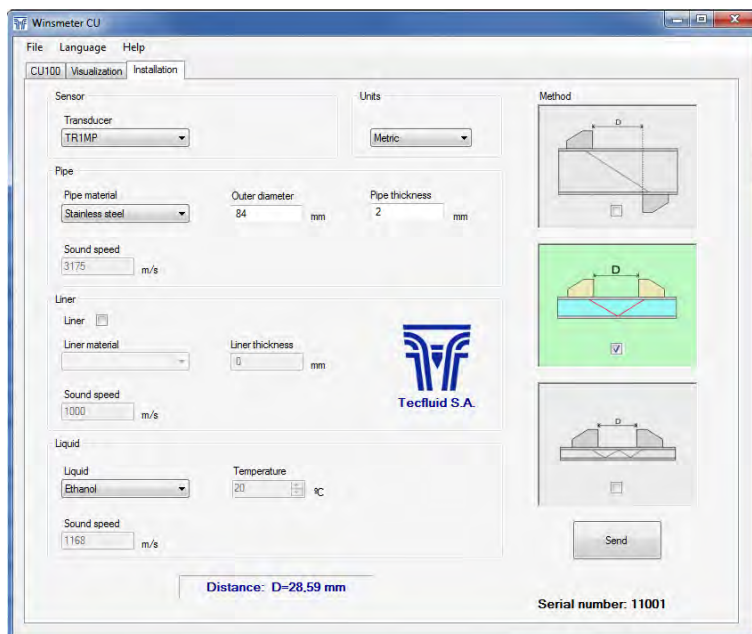 Winsmeter CU
File Language Help
CU100 Visualization Installation
Sensor
Transducer
TR1MP
Units
Metric
Pipe
Pipe material
Stainless steel
Outer diameter
84 mm
Pipe thickness
2 mm
Sound speed
3175 m/s
Liner
Liner
Liner material
Liner thickness
0 mm
Sound speed
1000 m/s
Tecfluid S.A.
Liquid
Liquid
Ethanol
Temperature
20 ºC
Sound speed
1168 m/s
Distance: D=28,59 mm
Method
D
D
D
Send
Serial number: 11001